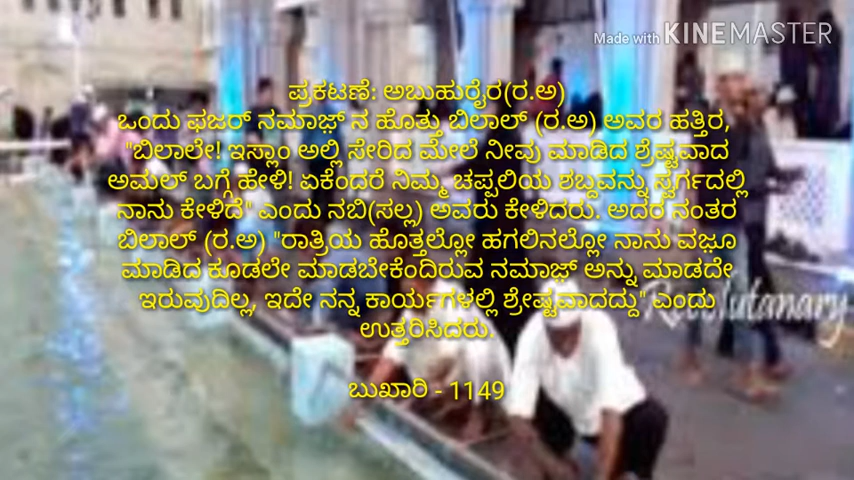 Made with KINEMASTER
ಪ್ರಕಟಣೆ: ಅಬುಹುರೈರ(ರ.ಅ)
ಒಂದು ಫಜರ್ ನಮಾಝ್ ನ ಹೊತ್ತು ಬಿಲಾಲ್ (ರ.ಅ) ಅವರ ಹತ್ತಿರ,
"ಬಿಲಾಲೇ! ಇಸ್ಲಾಂ ಅಲ್ಲಿ ಸೇರಿದ ಮೇಲೆ ನೀವು ಮಾಡಿದ ಶ್ರೆಷ್ಟವಾದ
ಅಮಲ್ ಬಗ್ಗೆ ಹೇಳಿ! ಏಕೆಂದರೆ ನಿಮ್ಮ ಚಪ್ಪಲಿಯ ಶಬ್ದವನ್ನು ಸ್ವರ್ಗದಲ್ಲಿ
ನಾನು ಕೇಳಿದೆ" ಎಂದು ನಬಿ(ಸಲ್ಲ) ಅವರು ಕೇಳಿದರು. ಅದರ ನಂತರ
ಬಿಲಾಲ್ (ರ.ಅ) "ರಾತ್ರಿಯ ಹೊತ್ತಲ್ಲೋ ಹಗಲಿನಲ್ಲೋ ನಾನು ವಝೂ
ಮಾಡಿದ ಕೂಡಲೇ ಮಾಡಬೇಕೆಂದಿರುವ ನಮಾಝ್ ಅನ್ನು ಮಾಡದೇ
ಇರುವುದಿಲ್ಲ, ಇದೇ ನನ್ನ ಕಾರ್ಯಗಳಲ್ಲಿ ಶ್ರೇಷ್ಟವಾದದ್ದು" ಎಂದು
ಉತ್ತರಿಸಿದರು.
Revolutanary
ಬುಖಾರಿ - 1149